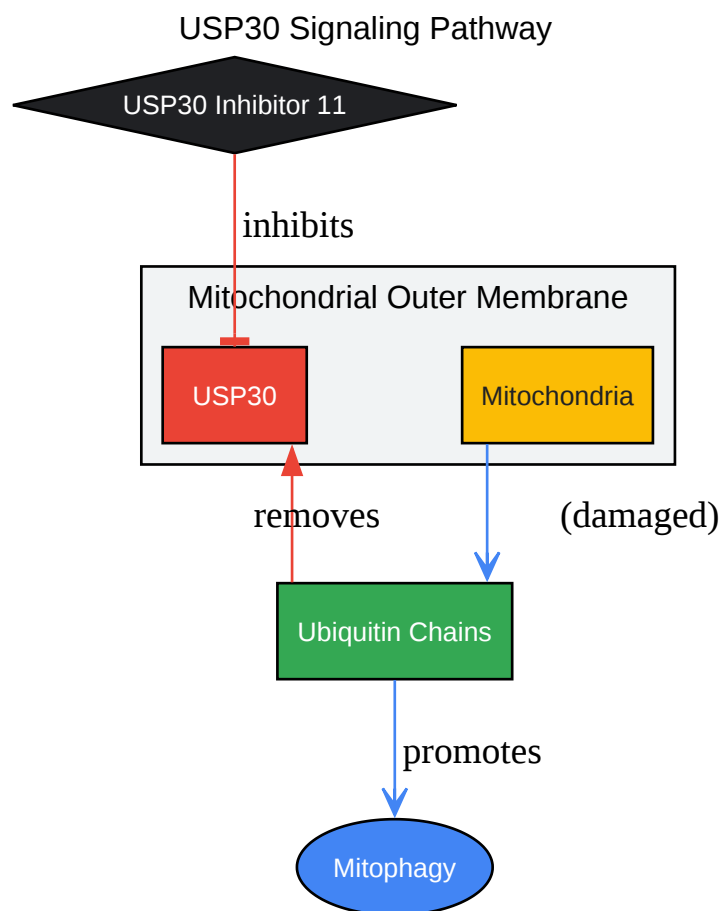 USP30 Signaling Pathway
USP30 Inhibitor 11
inhibits
Mitochondrial Outer Membrane
USP30
Mitochondria
removes
(damaged)
Ubiquitin Chains
promotes
Mitophagy